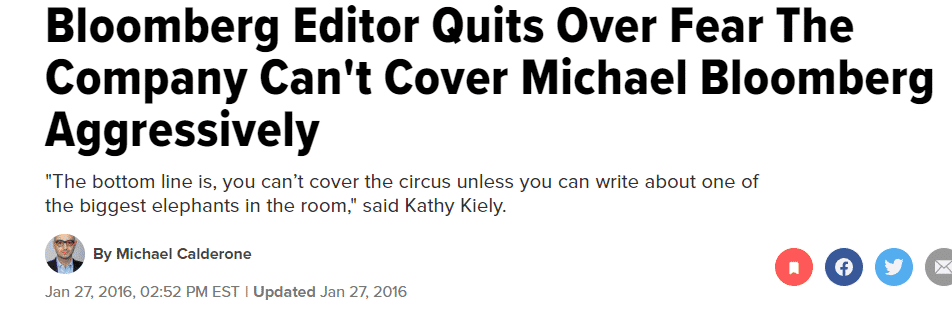 Bloomberg Editor Quits Over Fear The
Company Can't Cover Michael Bloomberg
Aggressively
"The bottom line is, you can’t cover the circus unless you can write about one of
the biggest elephants in the room," said Kathy Kiely.
By Michael Calderone
Jan 27, 2016, 02:52 PM EST | Updated Jan 27, 2016